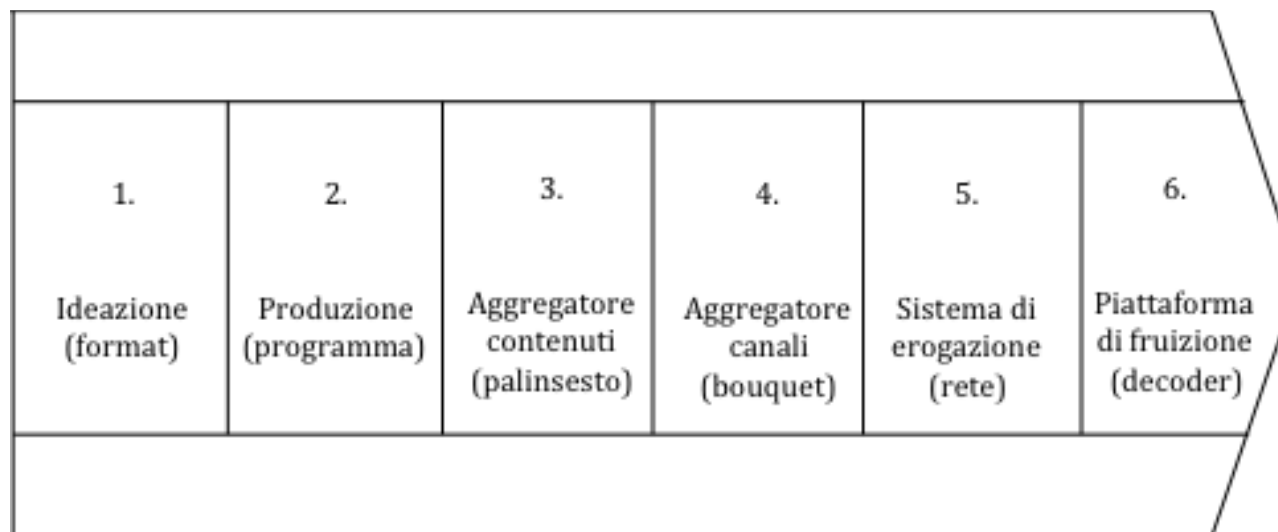 1.
Ideazione
(format)
2.
Produzione
(programma)
3.
Aggregatore
contenuti
(palinsesto)
4.
Aggregatore
canali
(bouquet)
5.
Sistema di
erogazione
(rete)
6.
Piattaforma
di fruizione
(decoder)